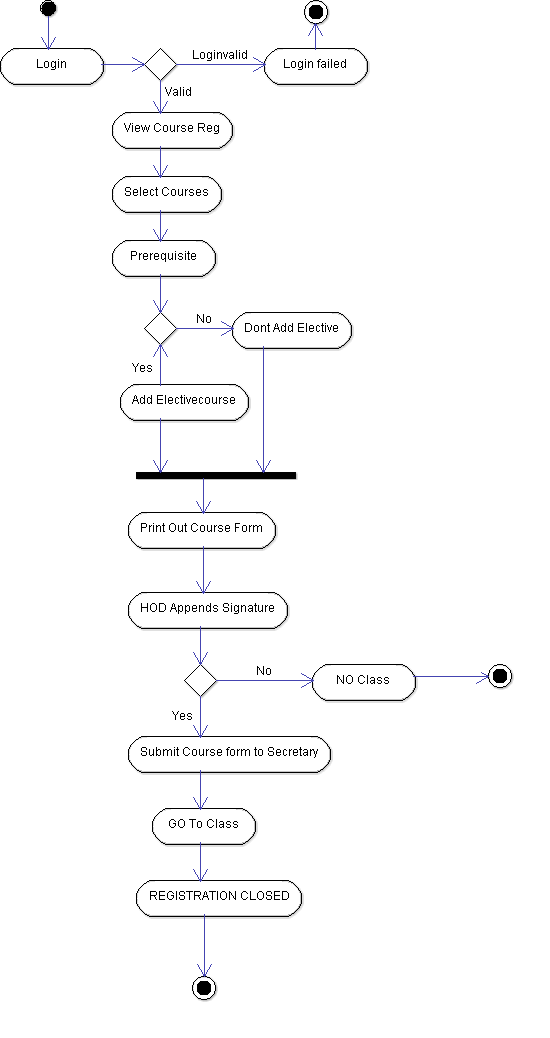 Login
Loginvalid
Login failed
Valid
View Course Reg
Select Courses
Prerequisite
No
Dont Add Elective
Yes
Add Electivecourse
Print Out Course Form
HOD Appends Signature
No
NO Class
Yes
Submit Course form to Secretary
GO To Class
REGISTRATION CLOSED